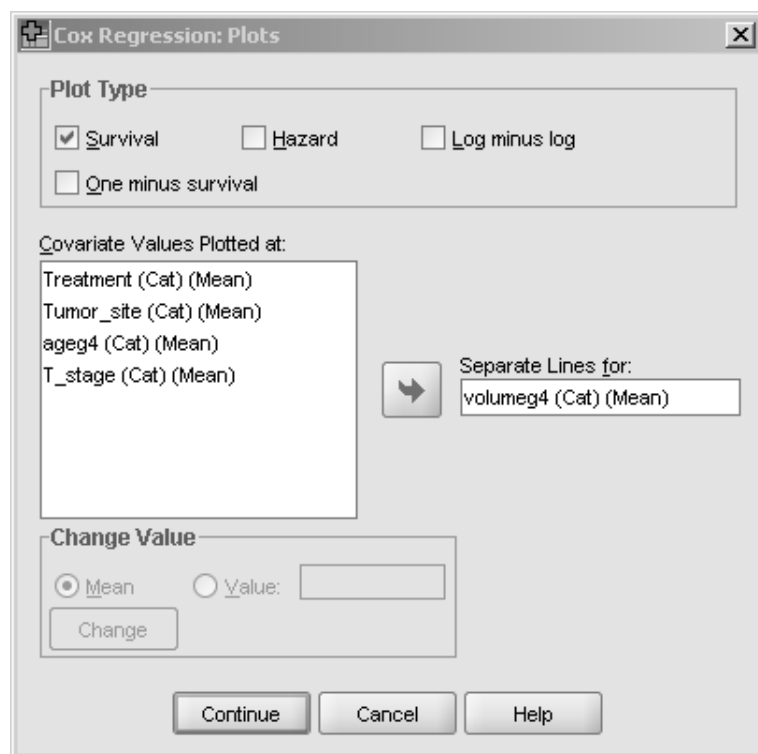 Cox Regression: Plots
Plot Type
Survival
Hazard
Log minus log
One minus survival
Covariate Values Plotted at:
Treatment (Cat) (Mean)
Tumor_site (Cat) (Mean)
ageg4 (Cat) (Mean)
T_stage (Cat) (Mean)
Separate Lines for:
volumeg4 (Cat) (Mean)
Change Value
Mean
Value:
Change
Continue
Cancel
Help